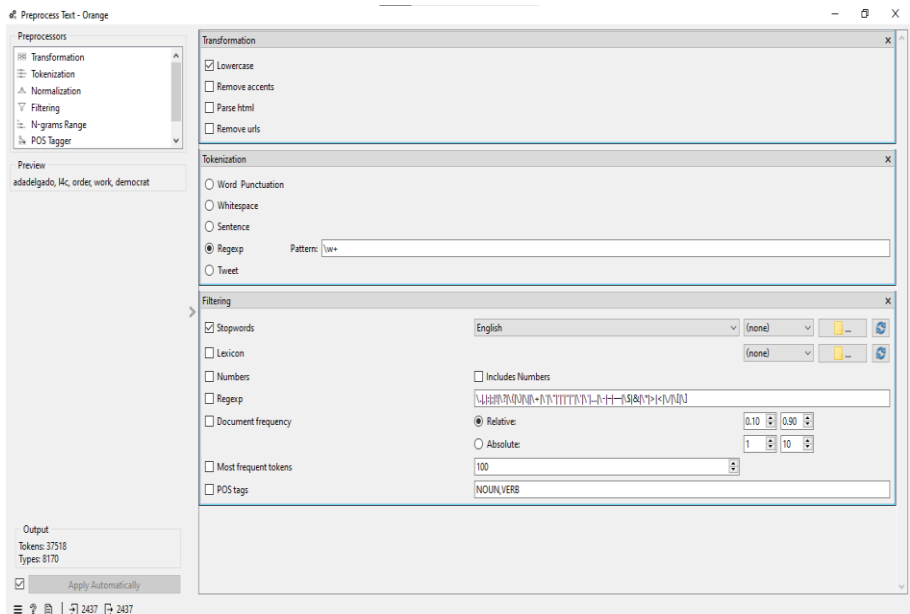 Preprocess Text - Orange
Preprocessors
Transformation
Tokenization
Normalization
Filtering
N-grams Range
POS Tagger
Preview
adadelgado, l4c, order, work, democrat
Output
Tokens: 37518
Types: 8170
Apply Automatically
2437 2437
Transformation x
Lowercase
Remove accents
Parse html
Remove urls
Tokenization x
Word Punctuation
Whitespace
Sentence
Regexp Pattern: \w+
Tweet
Filtering x
Stopwords English (none) ...
Lexicon (none) ...
Numbers Includes Numbers
Regexp
Document frequency Relative: 0.10 0.90
Absolute: 1 10
Most frequent tokens 100
POS tags NOUN,VERB